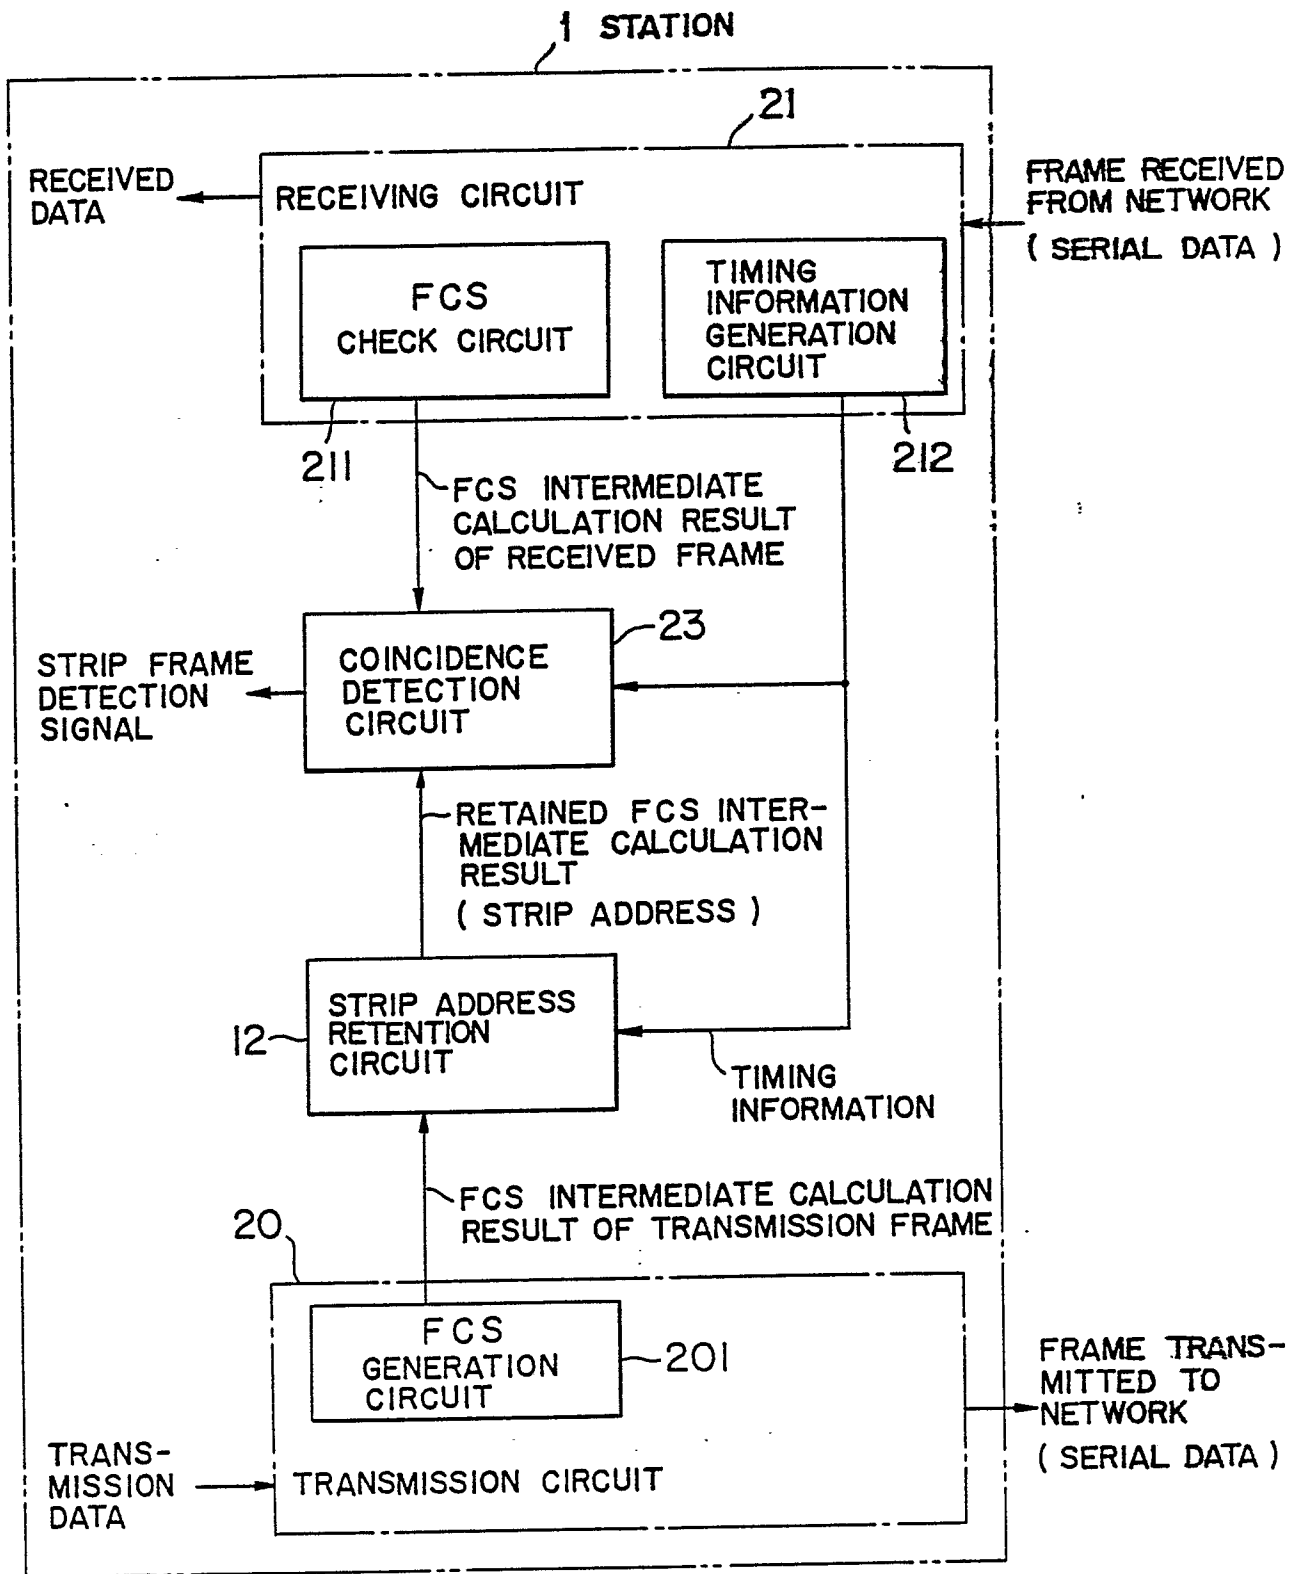 1 STATION
21
RECEIVED
DATA
RECEIVING CIRCUIT
FRAME RECEIVED
FROM NETWORK
( SERIAL DATA )
FCS
CHECK CIRCUIT
TIMING
INFORMATION
GENERATION
CIRCUIT
211
212
FCS INTERMEDIATE
CALCULATION RESULT
OF RECEIVED FRAME
23
STRIP FRAME
DETECTION
SIGNAL
COINCIDENCE
DETECTION
CIRCUIT
RETAINED FCS INTER-
MEDIATE CALCULATION
RESULT
( STRIP ADDRESS )
12
STRIP ADDRESS
RETENTION
CIRCUIT
TIMING
INFORMATION
FCS INTERMEDIATE CALCULATION
RESULT OF TRANSMISSION FRAME
20
FCS
GENERATION
CIRCUIT
201
FRAME TRANS-
MITTED TO
NETWORK
( SERIAL DATA )
TRANS-
MISSION
DATA
TRANSMISSION CIRCUIT